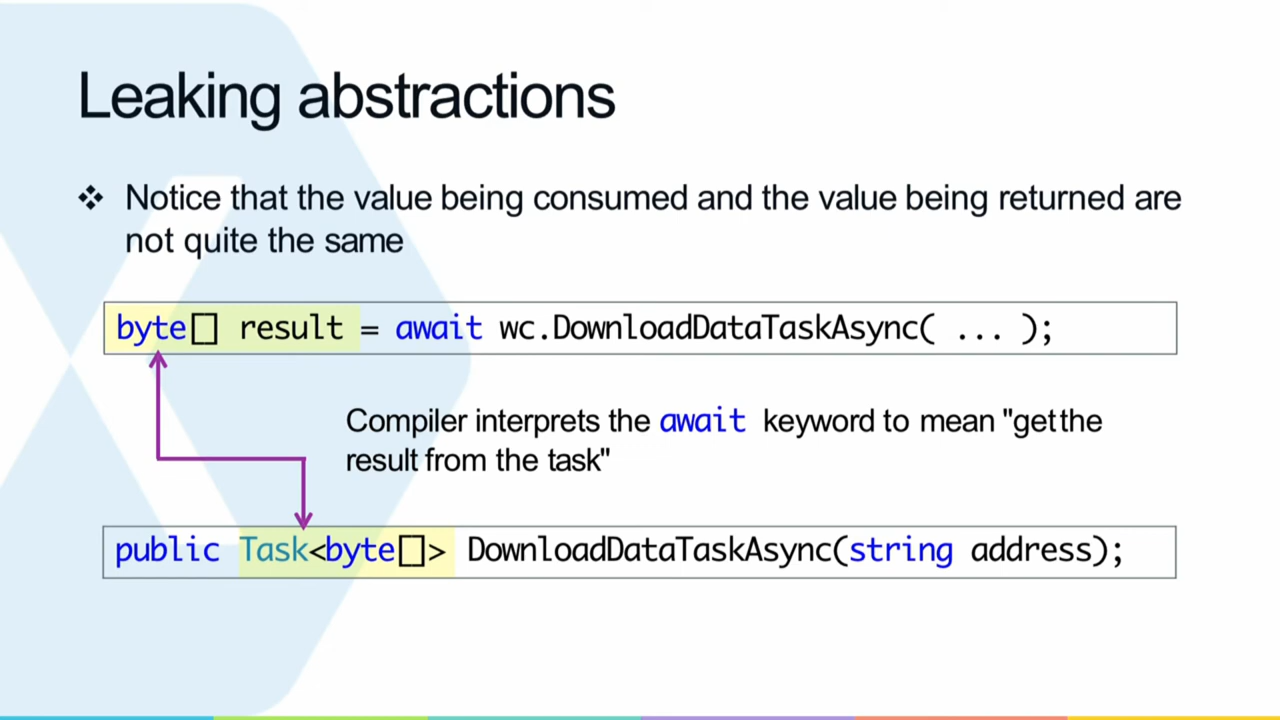 Leaking abstractions
❖ Notice that the value being consumed and the value being returned are
not quite the same
byte[] result = await wc.DownloadDataTaskAsync( ... );
Compiler interprets the await keyword to mean "get the
result from the task"
public Task<byte[]> DownloadDataTaskAsync(string address);